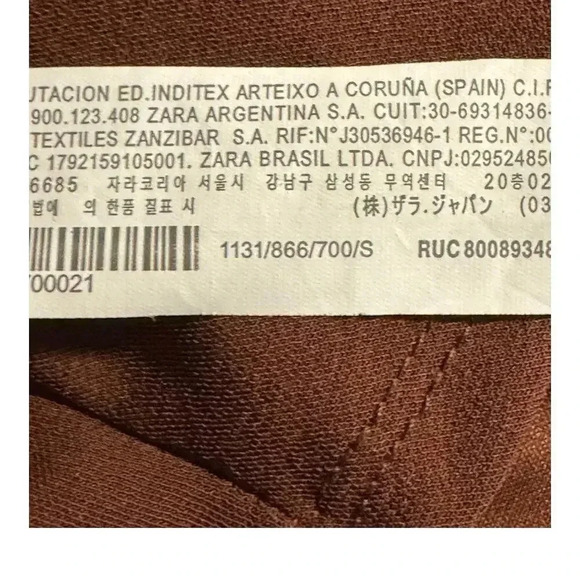 UTACION ED.INDITEX ARTEIXO A CORUÑA (SPAIN) C.I.F
900.123.408 ZARA ARGENTINA S.A. CUIT:30-69314836-
TEXTILES ZANZIBAR S.A. RIF:N°J30536946-1 REG.N°:00
C 1792159105001. ZARA BRASIL LTDA. CNPJ:02952485
6685 자라코리아 서울시 강남구 삼성동 무역센터 20층02
법에 의 한품 질표 시 (株)ザラ.ジャパン (03
1131/866/700/S RUC 80089348
700021